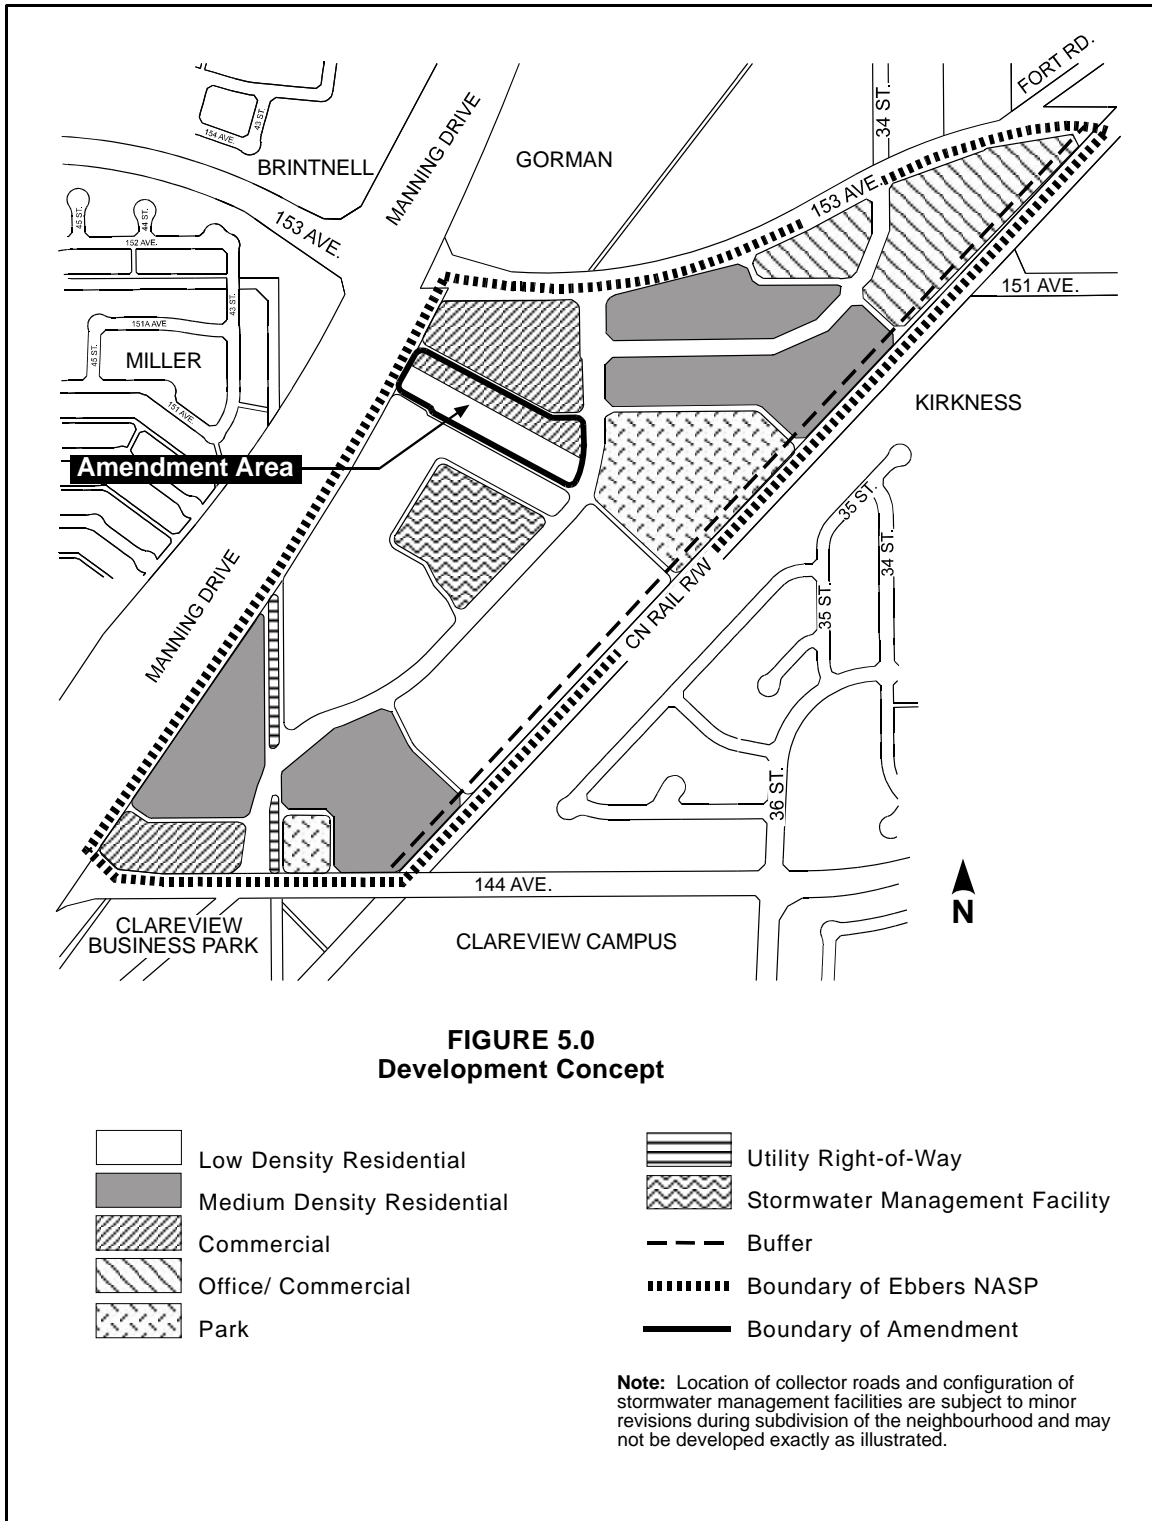 FORT RD.
34 ST.
MANNING DRIVE
GORMAN
43 ST.
154 AVE.
BRINTNELL
153 AVE.
153 AVE.
45 ST.
44 ST.
152 AVE.
43 ST.
151 AVE.
151A AVE
45 ST.
MILLER
151 AVE.
KIRKNESS
Amendment Area
35 ST.
34 ST.
35 ST.
CN RAIL R/W
MANNING DRIVE
36 ST.
144 AVE.
N
CLAREVIEW
BUSINESS PARK
CLAREVIEW CAMPUS
FIGURE 5.0
Development Concept
Low Density Residential
Medium Density Residential
Commercial
Office/ Commercial
Park
Utility Right-of-Way
Stormwater Management Facility
Buffer
Boundary of Ebbers NASP
Boundary of Amendment
Note: Location of collector roads and configuration of
stormwater management facilities are subject to minor
revisions during subdivision of the neighbourhood and may
not be developed exactly as illustrated.